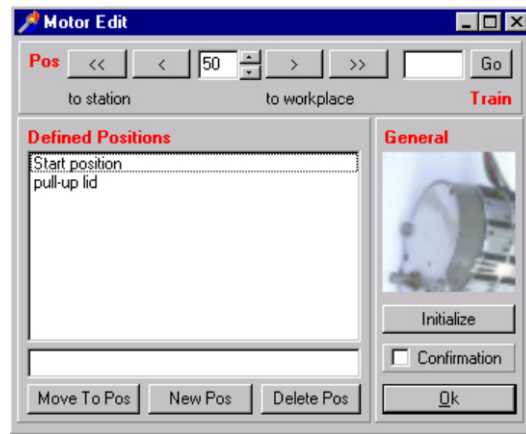 Motor Edit
Pos << < 50 > >> Go
to station to workplace Train
Defined Positions
Start position
pull-up lid
Move To Pos New Pos Delete Pos
General
Initialize
Confirmation
Ok